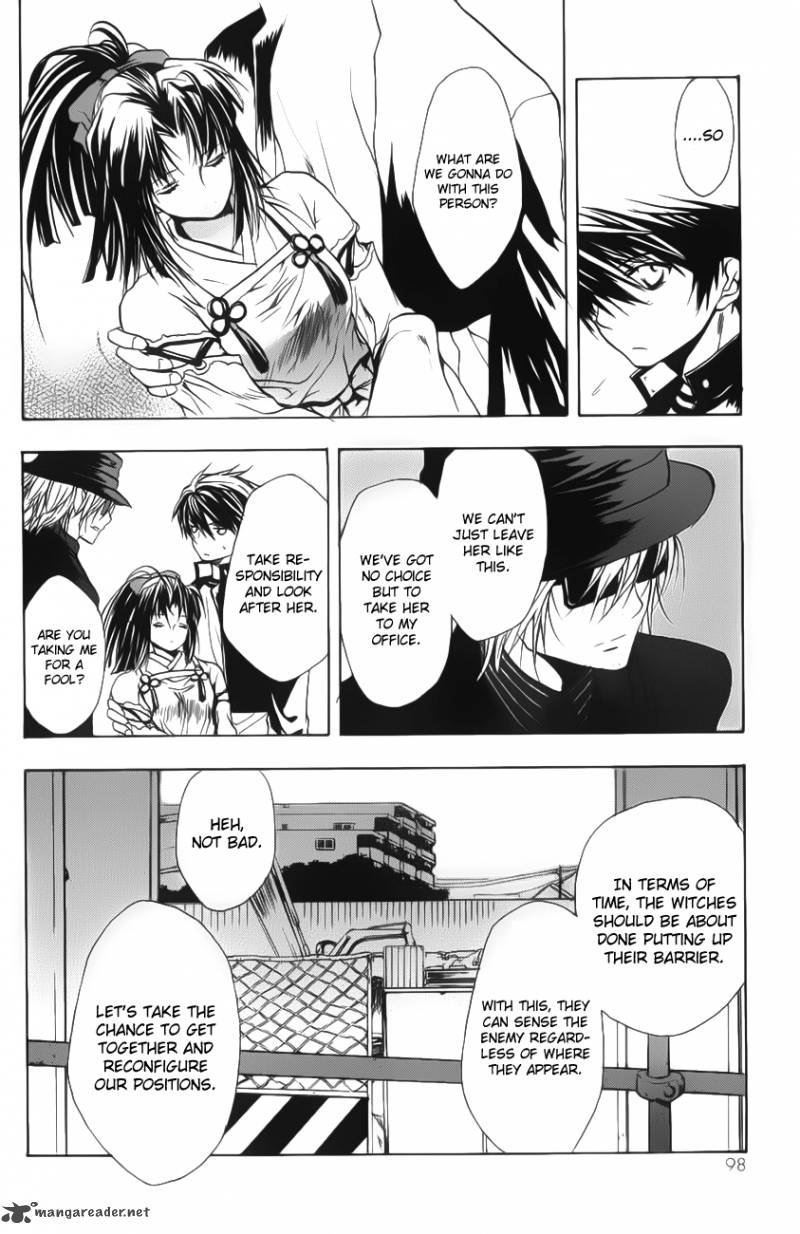 ....SO
WHAT ARE
WE GONNA DO
WITH THIS
PERSON?
WE CAN'T
JUST LEAVE
HER LIKE
THIS.
WE'VE GOT
NO CHOICE
BUT TO
TAKE HER
TO MY
OFFICE.
TAKE RE-
SPONSIBILITY
AND LOOK
AFTER HER.
ARE YOU
TAKING ME
FOR A
FOOL?
IN TERMS OF
TIME, THE WITCHES
SHOULD BE ABOUT
DONE PUTTING UP
THEIR BARRIER.
WITH THIS, THEY
CAN SENSE THE
ENEMY REGARD-
LESS OF WHERE
THEY APPEAR.
HEH,
NOT BAD.
LET'S TAKE THE
CHANCE TO GET
TOGETHER AND
RECONFIGURE
OUR POSITIONS.
98
mangareader.net